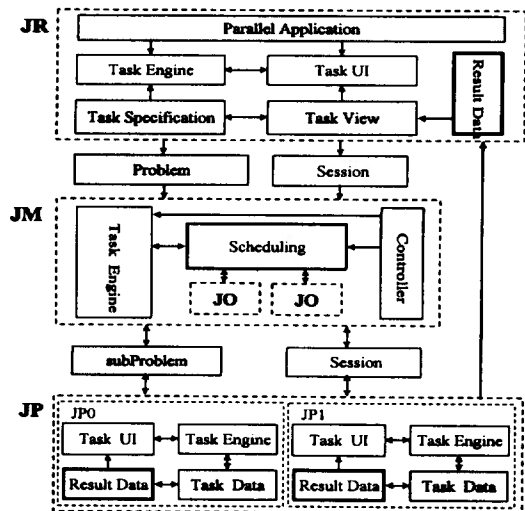 JR
Parallel Application
Task Engine
Task UI
Result Data
Task Specification
Task View
Problem
Session
JM
Task Engine
Scheduling
Controller
JO
JO
subProblem
Session
JP
JP0
JP1
Task UI
Task Engine
Task UI
Task Engine
Result Data
Task Data
Result Data
Task Data